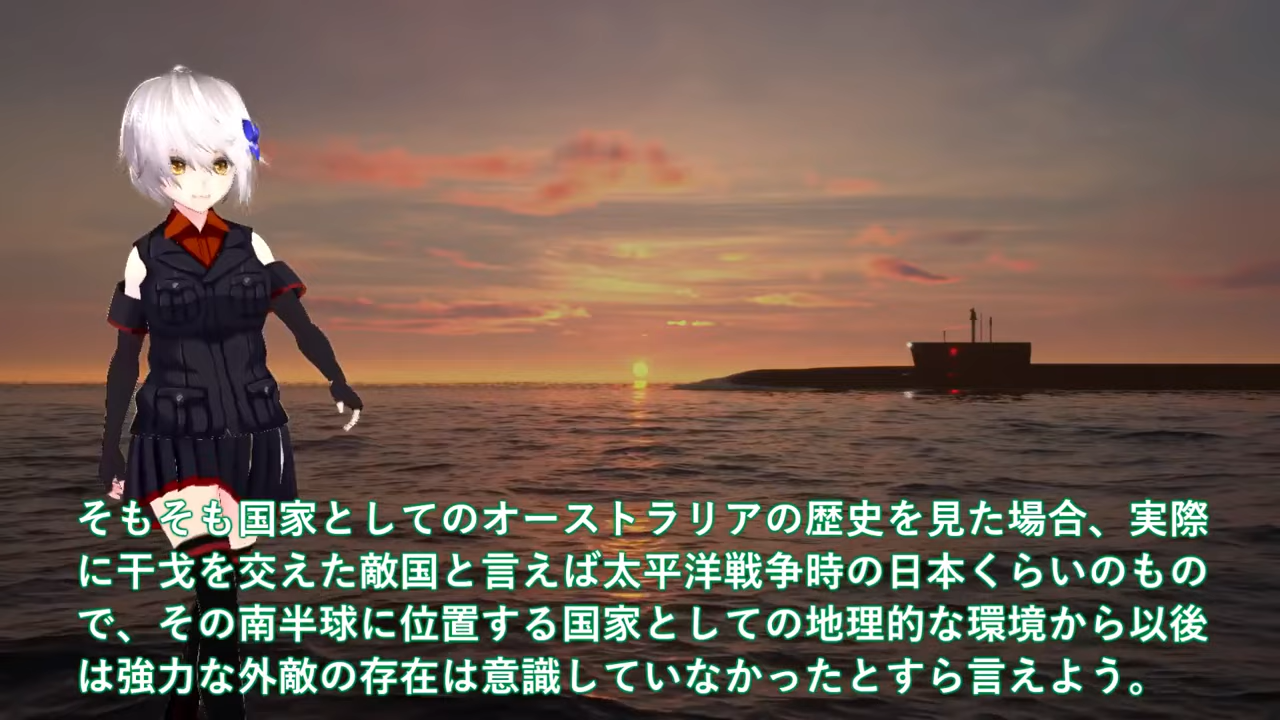 そもそも国家としてのオーストラリアの歴史を見た場合、実際
に干戈を交えた敵国と言えば太平洋戦争時の日本くらいのもの
で、その南半球に位置する国家としての地理的な環境から以後
は強力な外敵の存在は意識していなかったとすら言えよう。